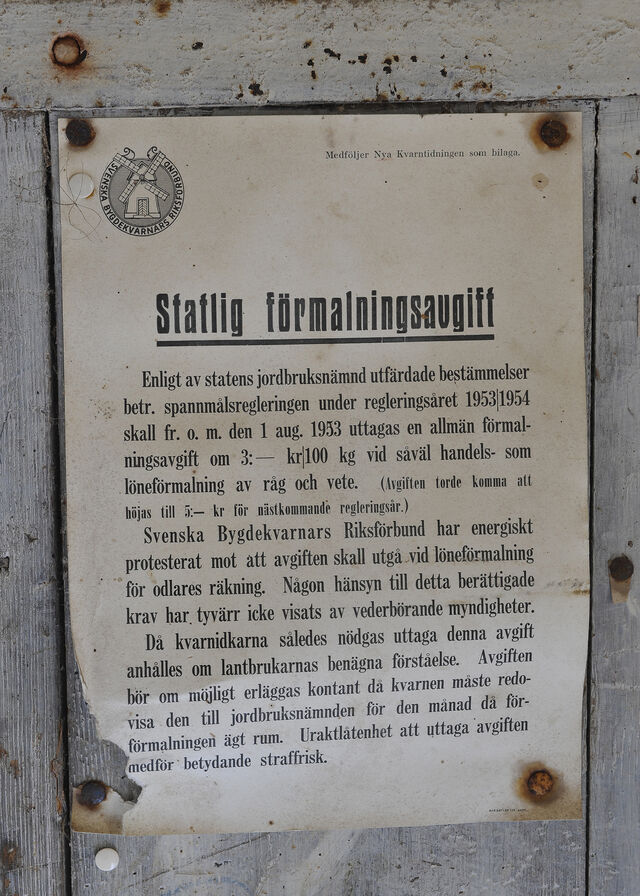 SVENSKA BYGDEKVARNARS RIKSFÖRBUND
Medföljer Nya Kvarntidningen som bilaga.
Statlig förmalningsavgift
Enligt av statens jordbruksnämnd utfärdade bestämmelser
betr. spannmålsregleringen under regleringsåret 1953|1954
skall fr. o. m. den 1 aug. 1953 uttagas en allmän förmal-
ningsavgift om 3:— kr|100 kg vid såväl handels- som
löneförmalning av råg och vete. (Avgiften torde komma att
höjas till 5:— kr för nästkommande regleringsår.)
Svenska Bygdekvarnars Riksförbund har energiskt
protesterat mot att avgiften skall utgå vid löneförmalning
för odlares räkning. Någon hänsyn till detta berättigade
krav har tyvärr icke visats av vederbörande myndigheter.
Då kvarnidkarna således nödgas uttaga denna avgift
anhålles om lantbrukarnas benägna förståelse. Avgiften
bör om möjligt erläggas kontant då kvarnen måste redo-
visa den till jordbruksnämnden för den månad då för-
förmalningen ägt rum. Uraktlåtenhet att uttaga avgiften
medför betydande straffrisk.